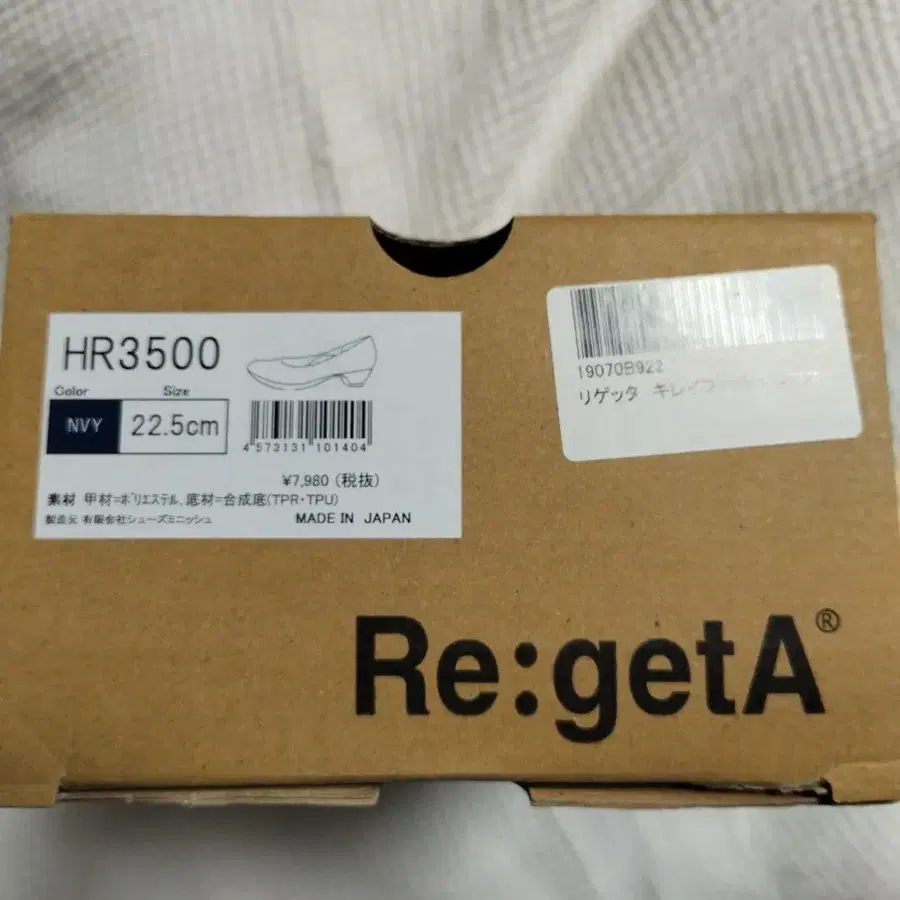 HR3500
Color Size
NVY 22.5cm
4573131 101404
¥7,980 (税抜)
素材 甲材=ポリエステル、底材=合成底(TPR・TPU)
製造元 有限会社シューズミニッシュ
MADE IN JAPAN
19070B922
リゲッタ
Re:getA®